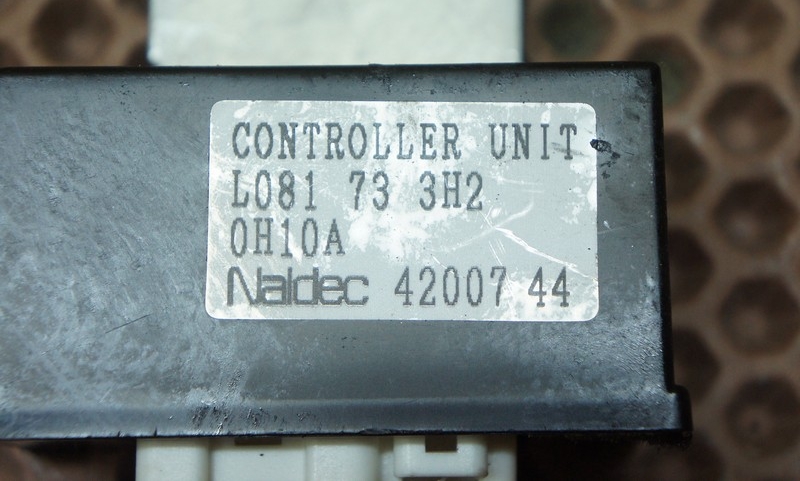 CONTROLLER UNIT
L081 73 3H2
0H10A
Naldec 42007 44